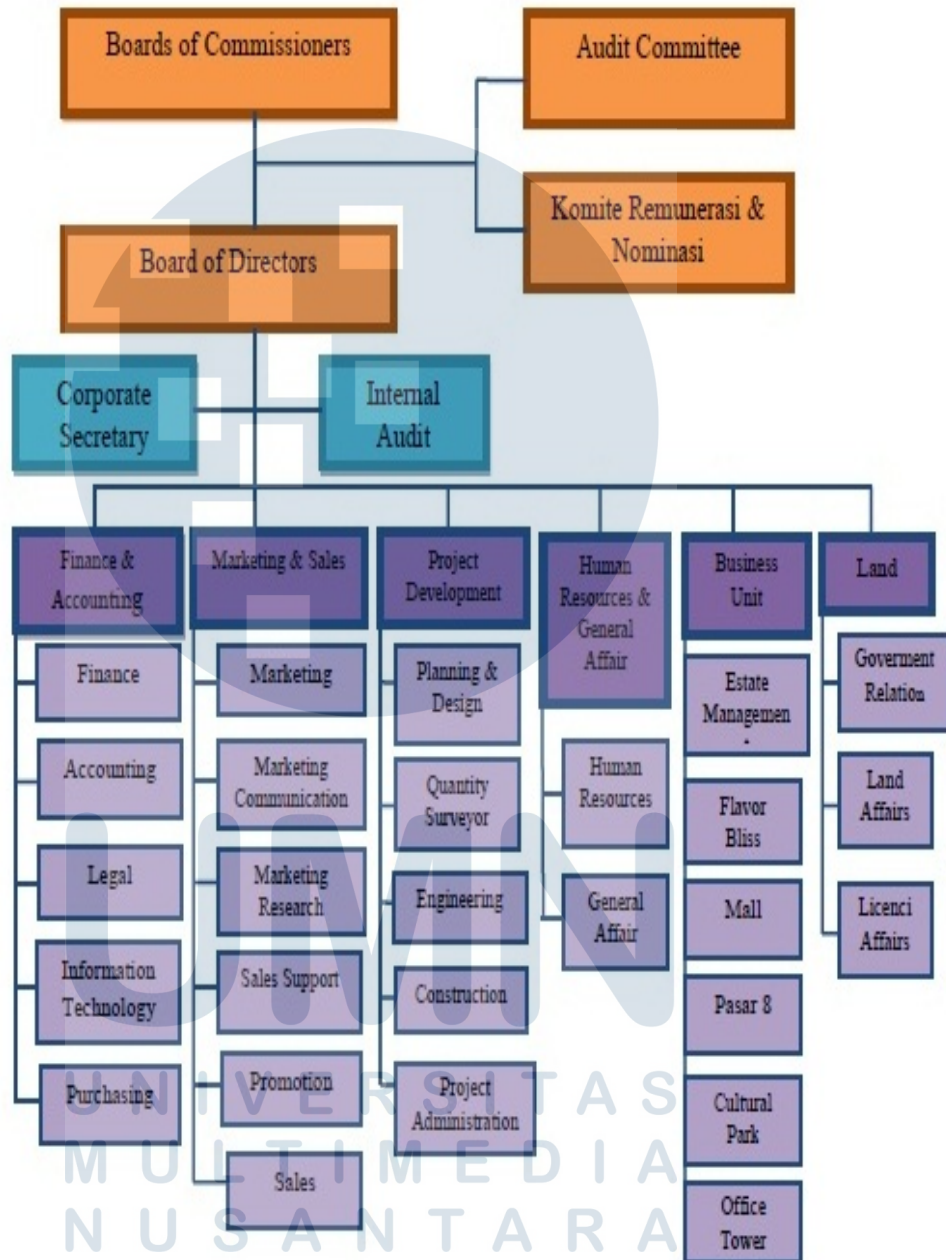 Boards of Commissioners
Audit Committee
Komite Remunerasi &
Nominasi
Board of Directors
Corporate
Secretary
Internal
Audit
Finance &
Accounting
Finance
Accounting
Legal
Information
Technology
Purchasing
Marketing & Sales
Marketing
Marketing
Communication
Marketing
Research
Sales Support
Promotion
Sales
Project
Development
Planning &
Design
Quantity
Surveyor
Engineering
Construction
Project
Administration
Human
Resources &
General
Affair
Human
Resources
General
Affair
Business
Unit
Estate
Managemen
Flavor
Bliss
Mall
Pasar 8
Cultural
Park
Office
Tower
Land
Goverment
Relation
Land
Affairs
Licenci
Affairs
UMN
UNIVERSITAS
MULTIMEDIA
NUSANTARA